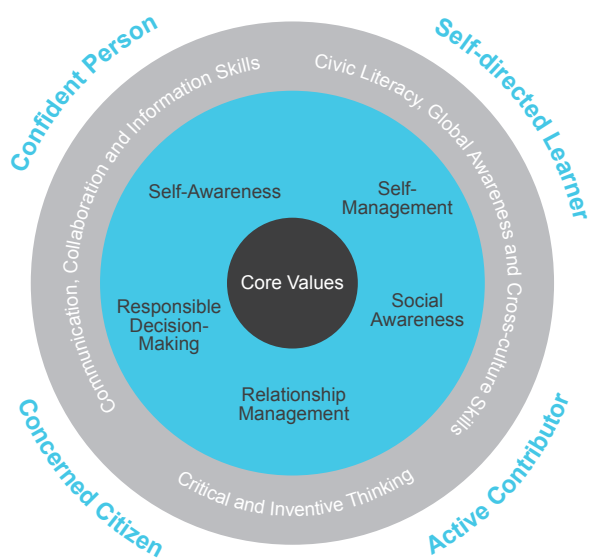 Confident Person
Self-directed Learner
Communication, Collaboration and Information Skills
Civic Literacy, Global Awareness and Cross-culture Skills
Self-Awareness
Self-
Management
Core Values
Responsible
Decision-
Making
Social
Awareness
Relationship
Management
Critical and Inventive Thinking
Concerned Citizen
Active Contributor